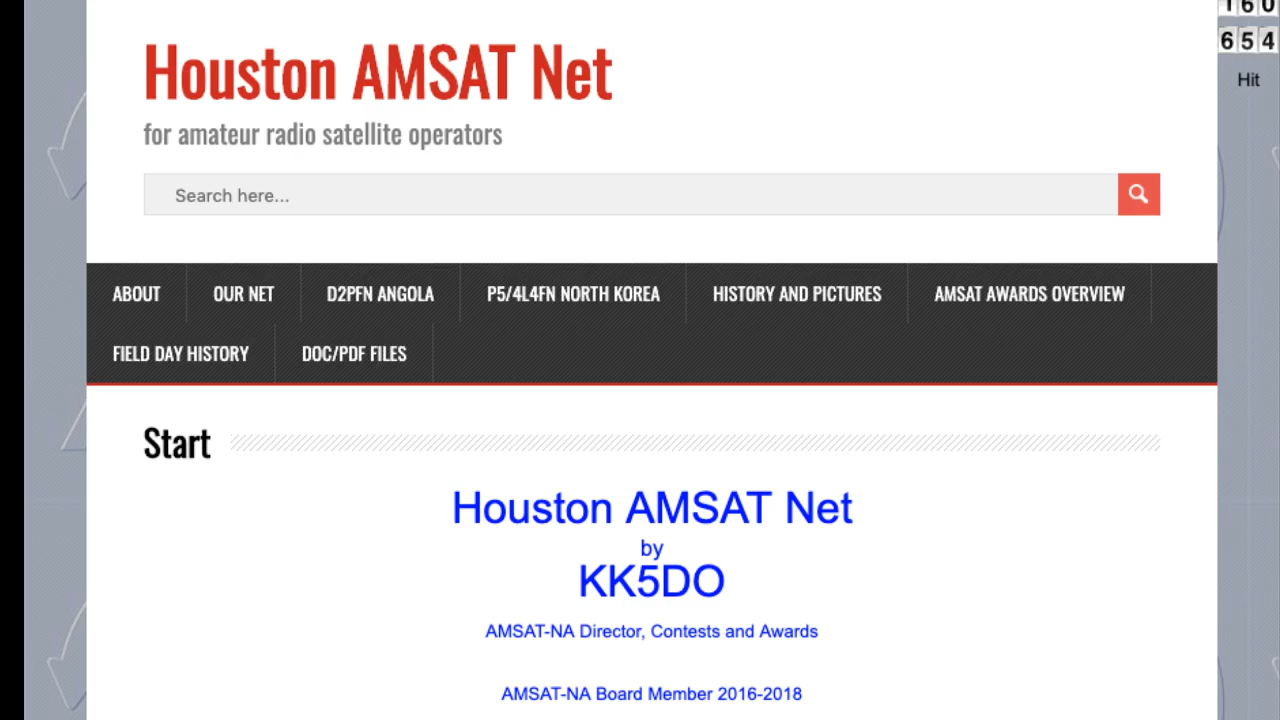 Houston AMSAT Net
for amateur radio satellite operators
Search here...
ABOUT OUR NET D2PFN ANGOLA P5/4L4FN NORTH KOREA HISTORY AND PICTURES AMSAT AWARDS OVERVIEW
FIELD DAY HISTORY DOC/PDF FILES
Start
Houston AMSAT Net
by
KK5DO
AMSAT-NA Director, Contests and Awards
AMSAT-NA Board Member 2016-2018
160
654
Hit